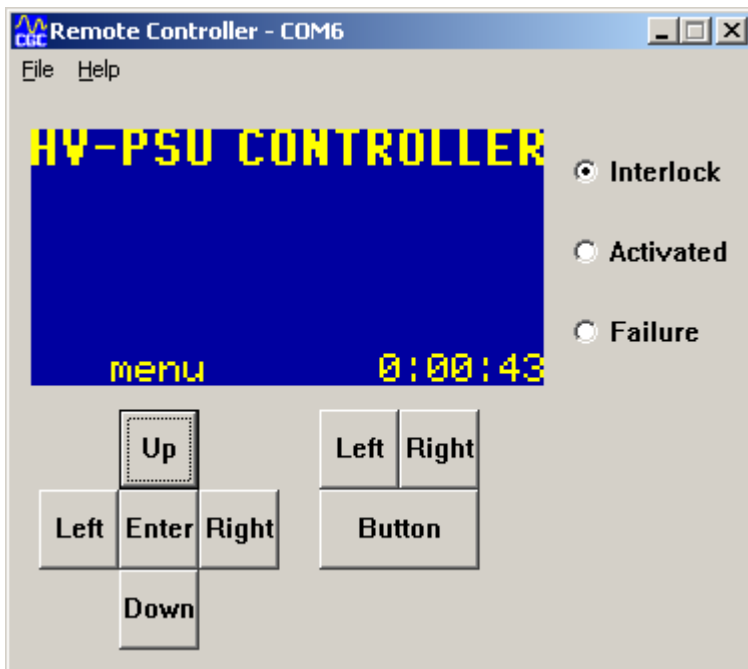 CGC Remote Controller - COM6
File Help
HV-PSU CONTROLLER
menu 0:00:43
Interlock
Activated
Failure
Up
Left Enter Right
Down
Left Right
Button